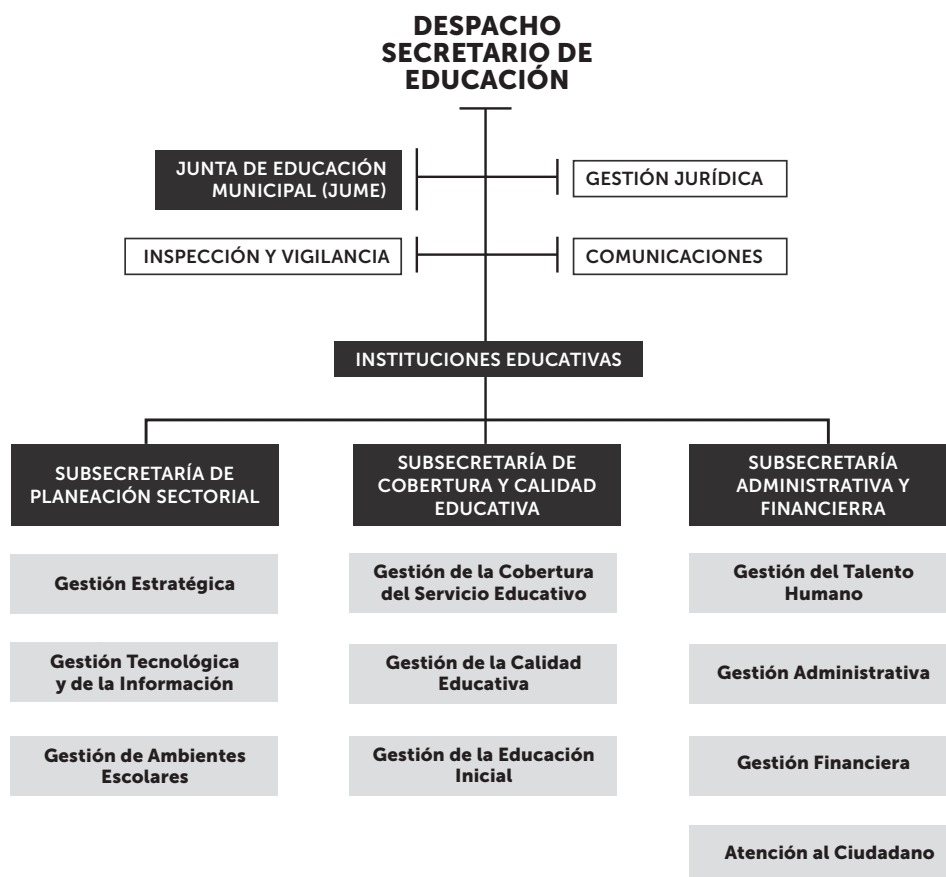 DESPACHO
SECRETARIO DE
EDUCACIÓN
JUNTA DE EDUCACIÓN
MUNICIPAL (JUME)
GESTIÓN JURÍDICA
INSPECCIÓN Y VIGILANCIA
COMUNICACIONES
INSTITUCIONES EDUCATIVAS
SUBSECRETARÍA DE
PLANEACIÓN SECTORIAL
SUBSECRETARÍA DE
COBERTURA Y CALIDAD
EDUCATIVA
SUBSECRETARÍA
ADMINISTRATIVA Y
FINANCIERRA
Gestión Estratégica
Gestión de la Cobertura
del Servicio Educativo
Gestión del Talento
Humano
Gestión Tecnológica
y de la Información
Gestión de la Calidad
Educativa
Gestión Administrativa
Gestión de Ambientes
Escolares
Gestión de la Educación
Inicial
Gestión Financiera
Atención al Ciudadano